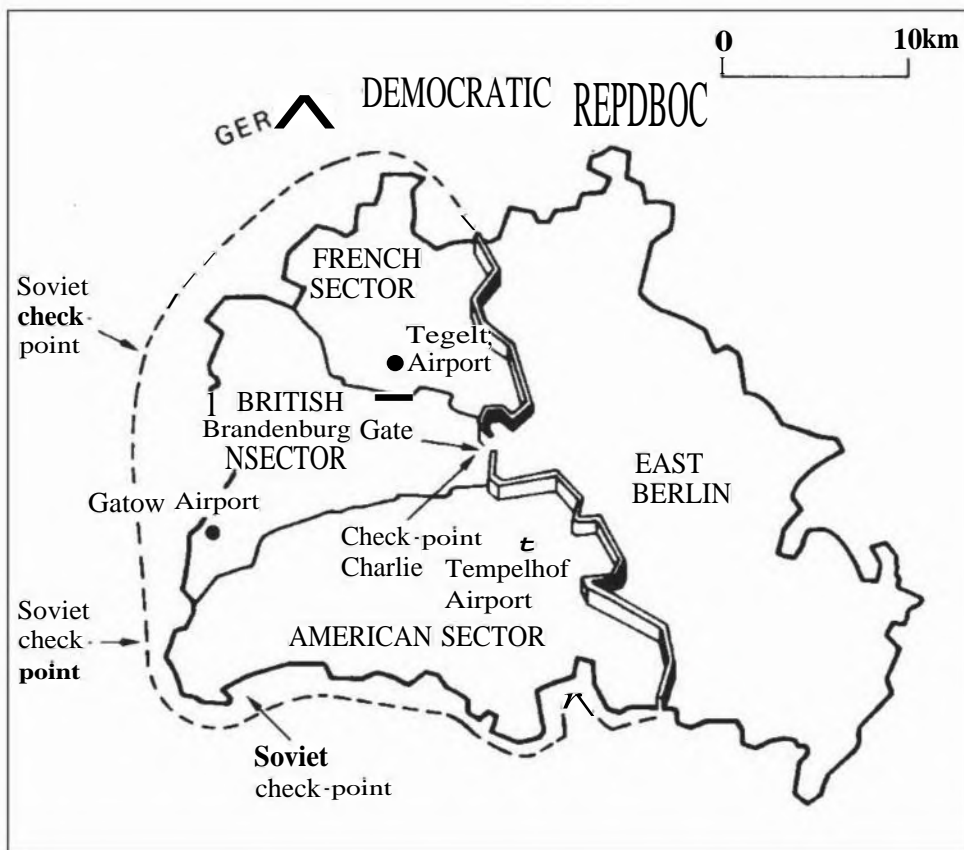 0 10km
GER
DEMOCRATIC
REPDBOC
FRENCH
SECTOR
Soviet
check-
point
Tegelt;
Airport
BRITISH
Brandenburg Gate
NSECTOR
EAST
BERLIN
Gatow Airport
Check-point
Charlie
t
Tempelhof
Airport
Soviet
check-
point
AMERICAN SECTOR
Soviet
check-point